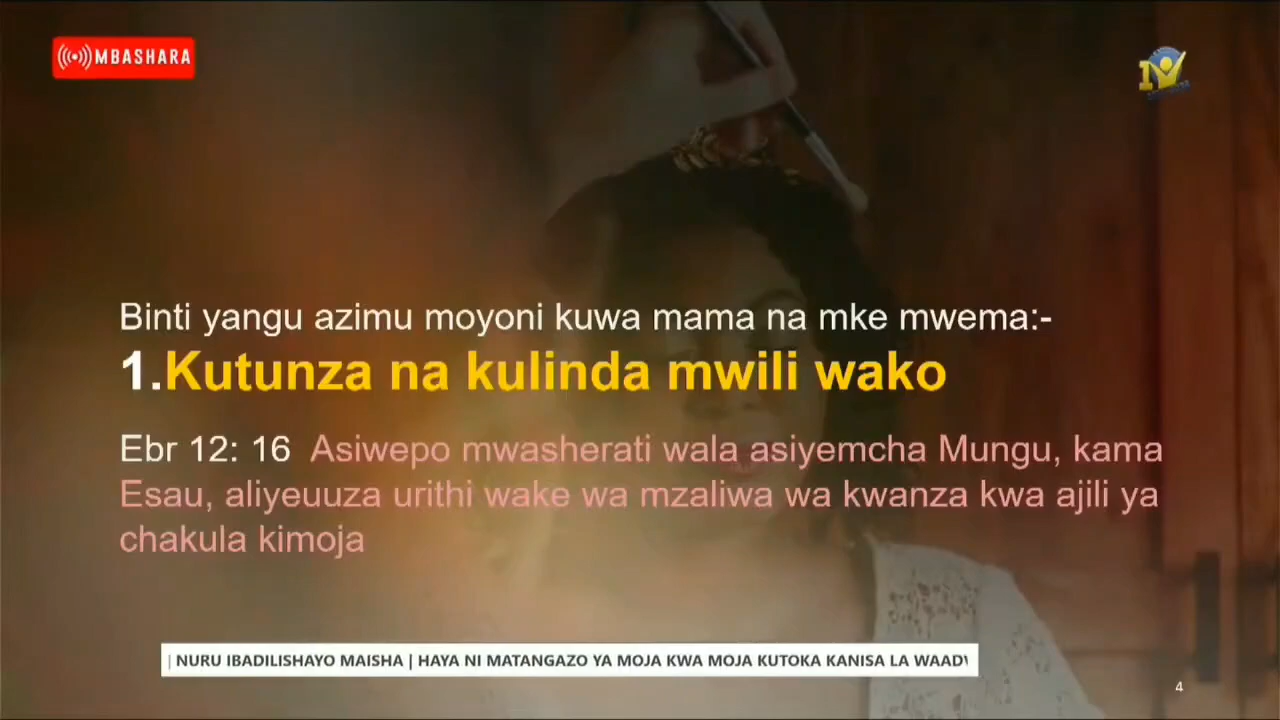 MBASHARA
Binti yangu azimu moyoni kuwa mama na mke mwema:-
1.Kutunza na kulinda mwili wako
Ebr 12: 16 Asiwepo mwasherati wala asiyemcha Mungu, kama
Esau, aliyeuuza urithi wake wa mzaliwa wa kwanza kwa ajili ya
chakula kimoja
| NURU IBADILISHAYO MAISHA | HAYA NI MATANGAZO YA MOJA KWA MOJA KUTOKA KANISA LA
4